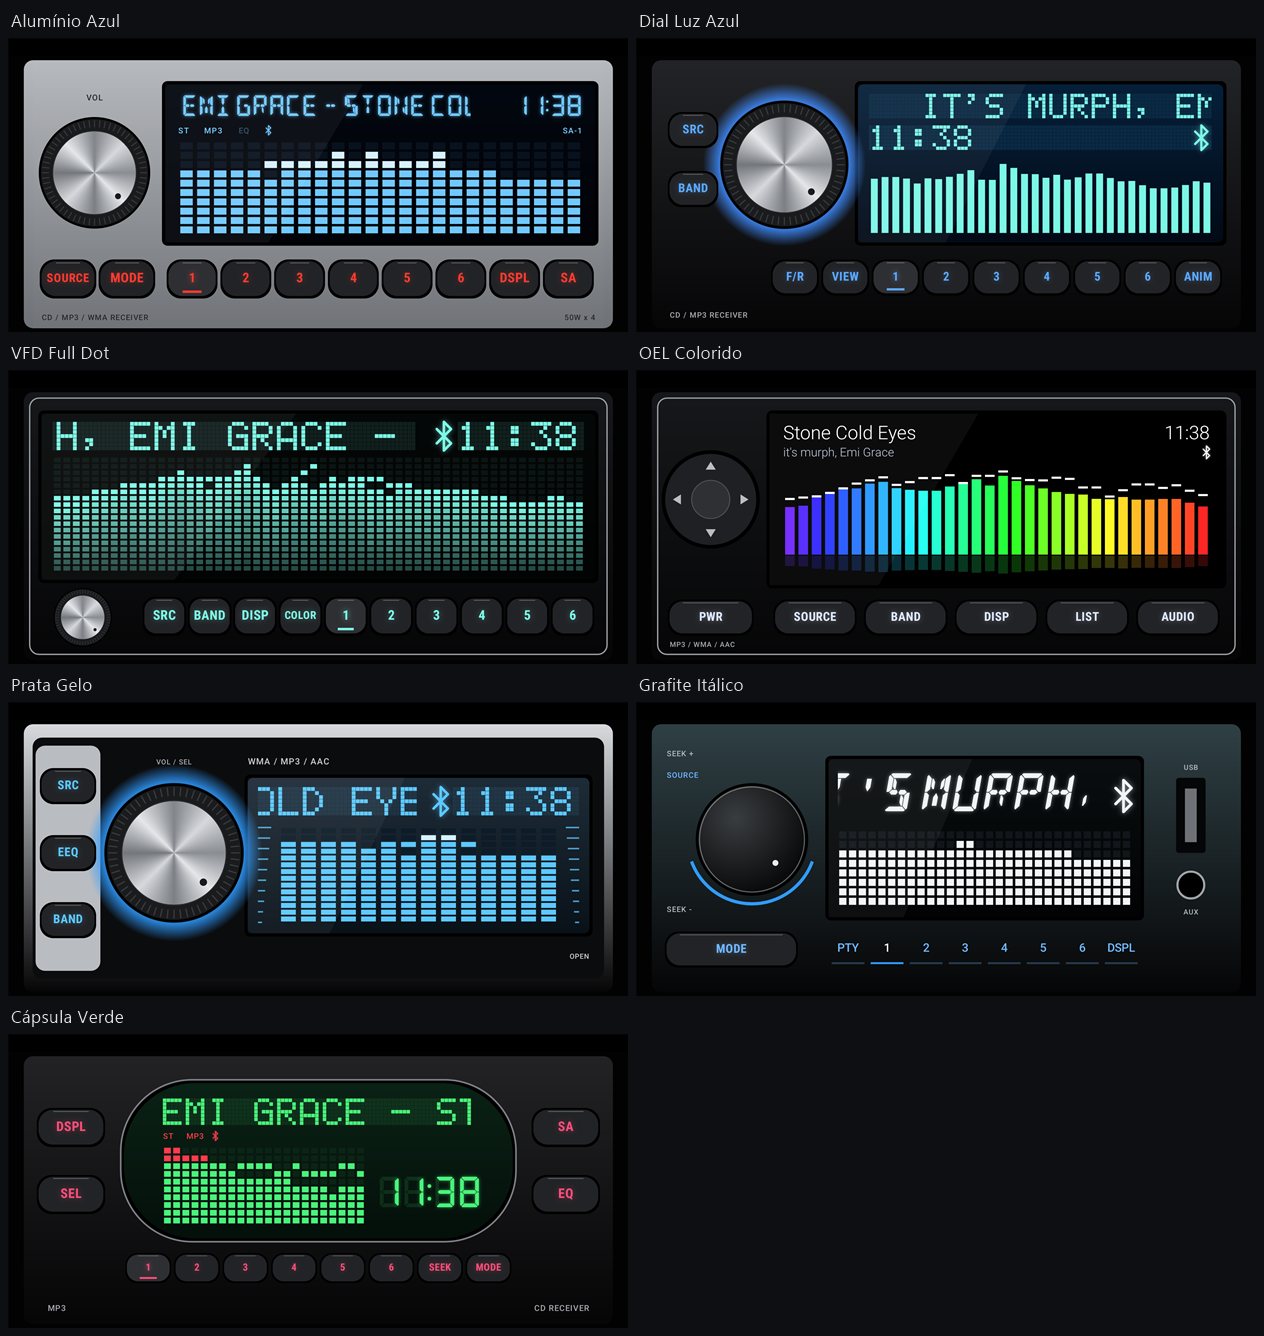 Alumínio Azul
VOL
EMI GRACE - STONE COL 11:38
ST MP3 EQ SA-1
SOURCE MODE 1 2 3 4 5 6 DSPL SA
CD / MP3 / WMA RECEIVER 50W x 4
Dial Luz Azul
SRC
BAND
IT'S MURPH, EM
11:38
F/R VIEW 1 2 3 4 5 6 ANIM
CD / MP3 RECEIVER
VFD Full Dot
H, EMI GRACE - 11:38
SRC BAND DISP COLOR 1 2 3 4 5 6
OEL Colorido
Stone Cold Eyes 11:38
it's murph, Emi Grace
PWR SOURCE BAND DISP LIST AUDIO
MP3 / WMA / AAC
Prata Gelo
SRC
EEQ
BAND
VOL / SEL
WMA / MP3 / AAC
OLD EYE 11:38
OPEN
Grafite Itálico
SEEK +
SOURCE
SEEK -
MODE
T'S MURPH,
PTY 1 2 3 4 5 6 DSPL
USB
AUX
Cápsula Verde
DSPL
SEL
EMI GRACE - ST
ST MP3
11:38
SA
EQ
1 2 3 4 5 6 SEEK MODE
MP3 CD RECEIVER